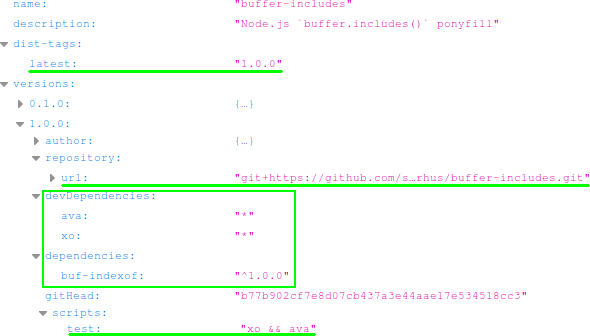 name: "buffer-includes"
description: "Node.js `buffer.includes()` ponyfill"
dist-tags:
latest: "1.0.0"
versions:
0.1.0: {…}
1.0.0:
author: {…}
repository:
url: "git+https://github.com/s…rhus/buffer-includes.git"
devDependencies:
ava: "*"
xo: "*"
dependencies:
buf-indexof: "^1.0.0"
gitHead: "b77b902cf7e8d07cb437a3e44aae17e534518cc3"
scripts:
test: "xo && ava"